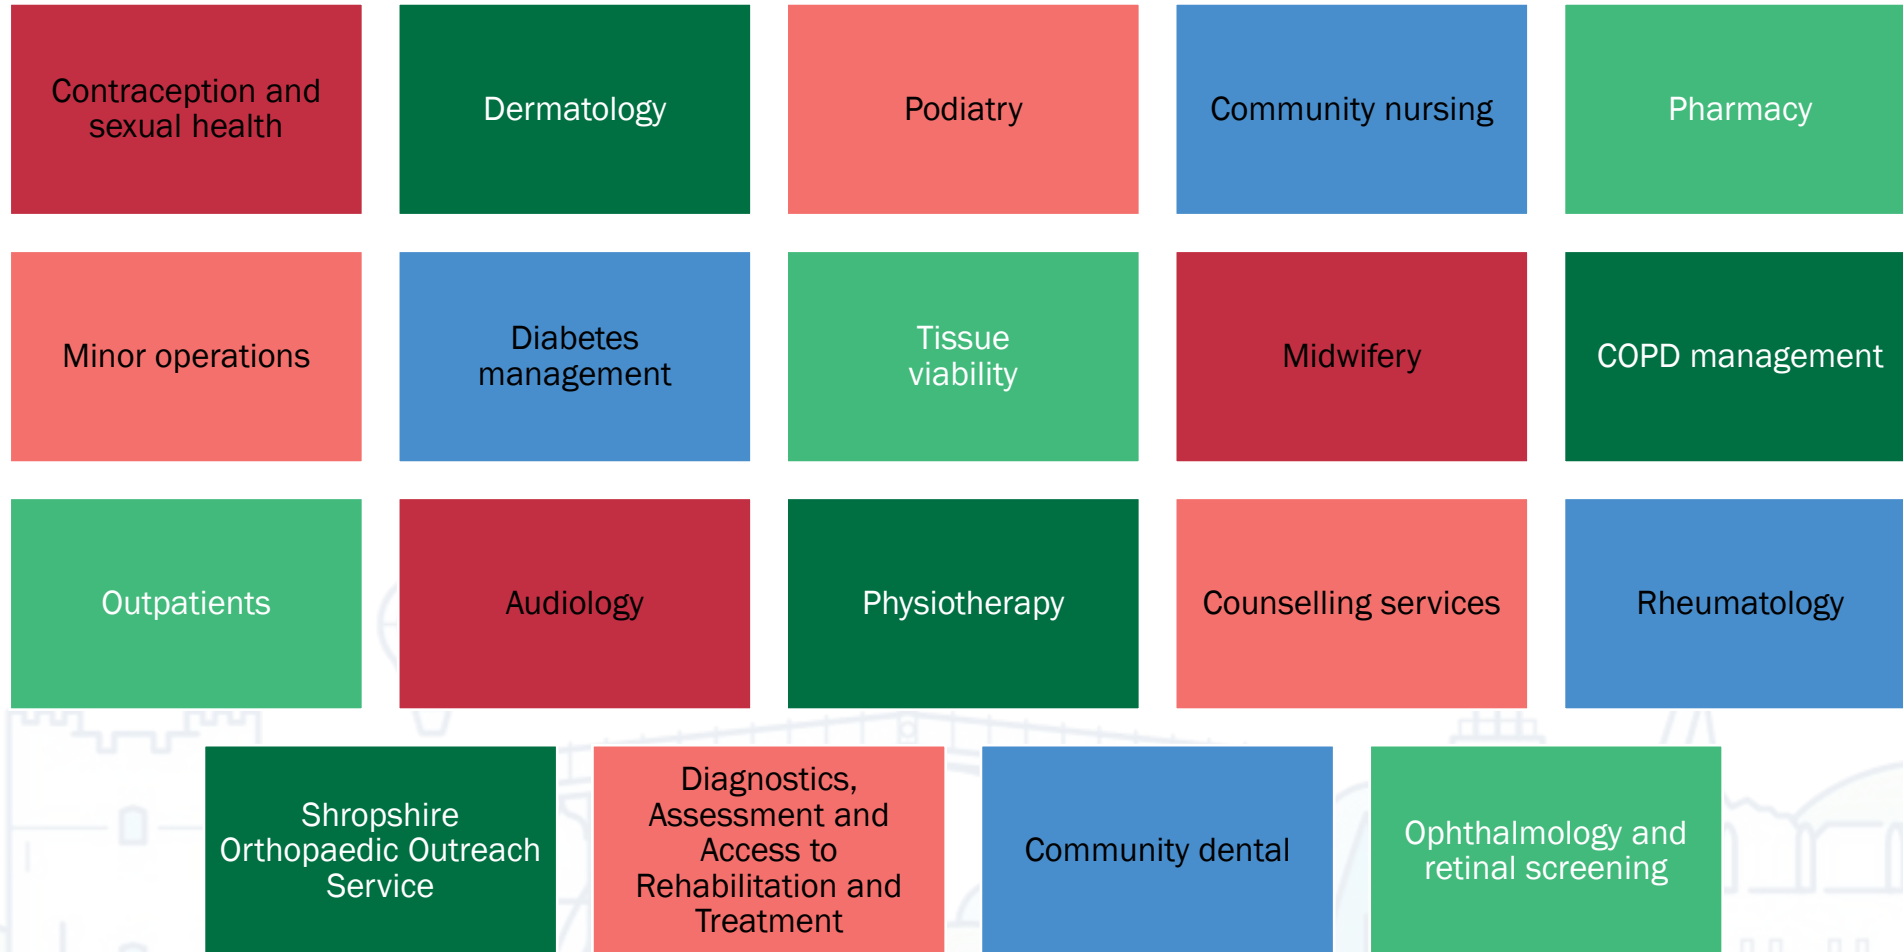 Contraception and
sexual health
Dermatology
Podiatry
Community nursing
Pharmacy
Minor operations
Diabetes
management
Tissue
viability
Midwifery
COPD management
Outpatients
Audiology
Physiotherapy
Counselling services
Rheumatology
Shropshire
Orthopaedic Outreach
Service
Diagnostics,
Assessment and
Access to
Rehabilitation and
Treatment
Community dental
Ophthalmology and
retinal screening